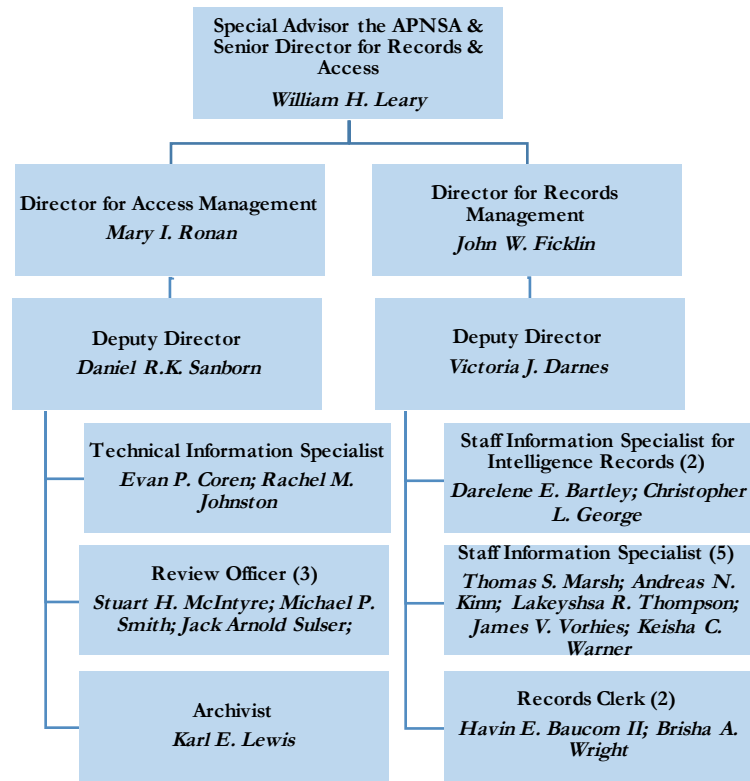 Special Advisor the APNSA
& Senior Director for Records &
Access
William H. Leary
Director for Access Management
Mary I. Ronan
Director for Records
Management
John W. Ficklin
Deputy Director
Daniel R.K. Sanborn
Deputy Director
Victoria J. Darnes
Technical Information Specialist
Evan P. Coren; Rachel M.
Johnston
Review Officer (3)
Stuart H. McIntyre; Michael P.
Smith; Jack Arnold Sulser;
Archivist
Karl E. Lewis
Staff Information Specialist for
Intelligence Records (2)
Darelene E. Bartley; Christopher
L. George
Staff Information Specialist (5)
Thomas S. Marsh; Andreas N.
Kinn; Lakeyshsa R. Thompson;
James V. Vorhies; Keisha C.
Warner
Records Clerk (2)
Havin E. Baucom II; Brisha A.
Wright